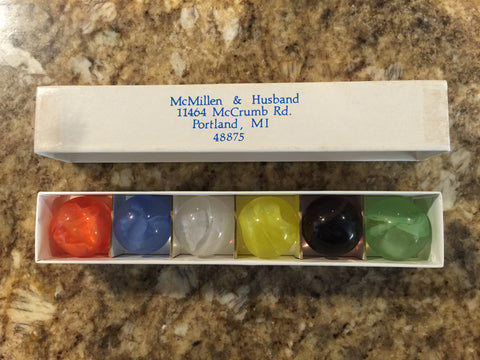 McMillen & Husband
11464 McCrumb Rd.
Portland, MI
48875